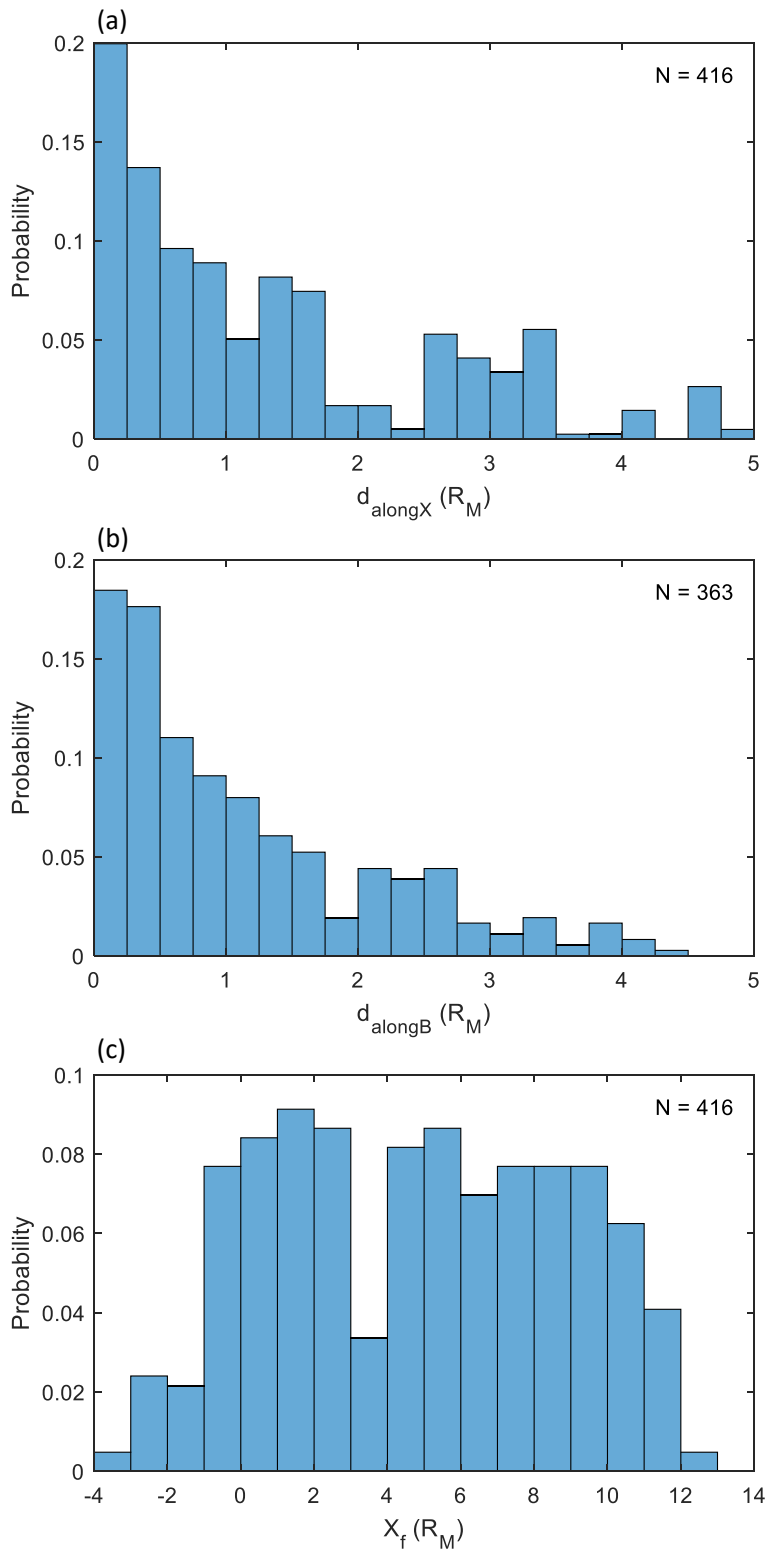 (a)
0.2
0.15
0.1
0.05
0
Probability
N = 416
0 1 2 3 4 5
d_alongX (R_M)
(b)
0.2
0.15
0.1
0.05
0
Probability
N = 363
0 1 2 3 4 5
d_alongB (R_M)
(c)
0.1
0.08
0.06
0.04
0.02
0
Probability
N = 416
-4 -2 0 2 4 6 8 10 12 14
X_f (R_M)